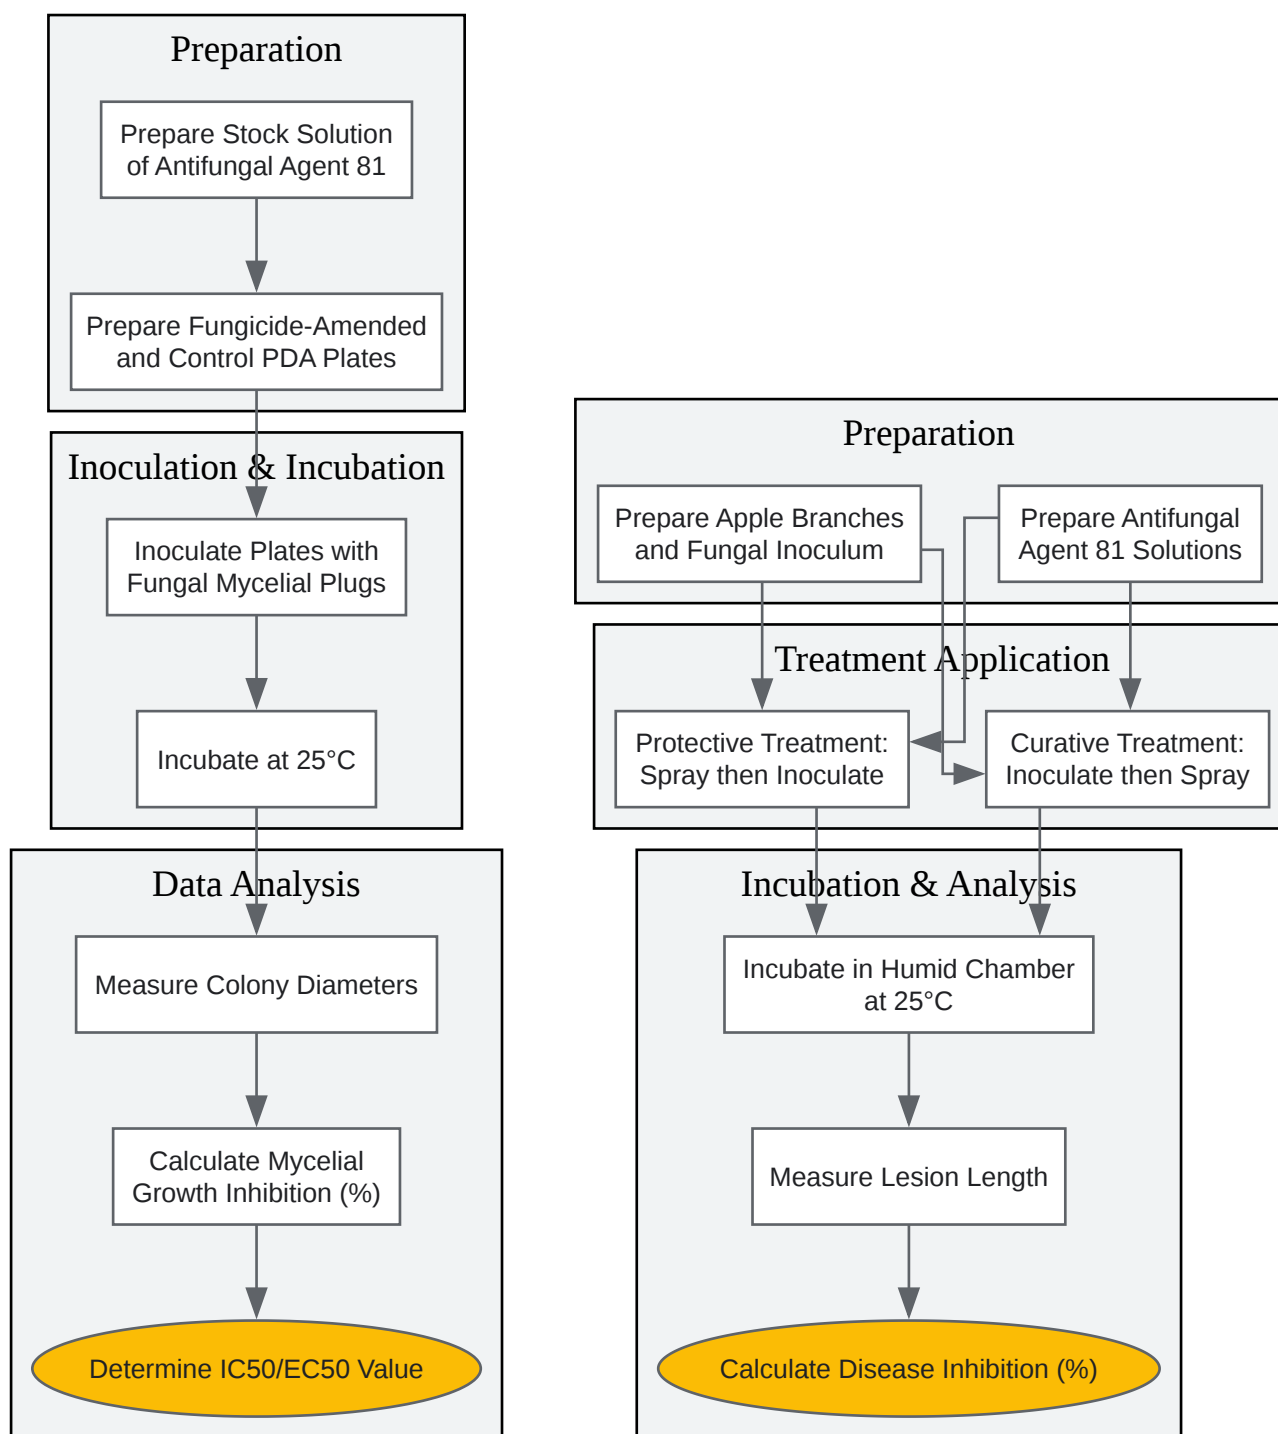 Preparation
Prepare Stock Solution
of Antifungal Agent 81
Prepare Fungicide-Amended
and Control PDA Plates
Inoculation & Incubation
Inoculate Plates with
Fungal Mycelial Plugs
Incubate at 25°C
Data Analysis
Measure Colony Diameters
Calculate Mycelial
Growth Inhibition (%)
Determine IC50/EC50 Value
Preparation
Prepare Apple Branches
and Fungal Inoculum
Prepare Antifungal
Agent 81 Solutions
Treatment Application
Protective Treatment:
Spray then Inoculate
Curative Treatment:
Inoculate then Spray
Incubation & Analysis
Incubate in Humid Chamber
at 25°C
Measure Lesion Length
Calculate Disease Inhibition (%)